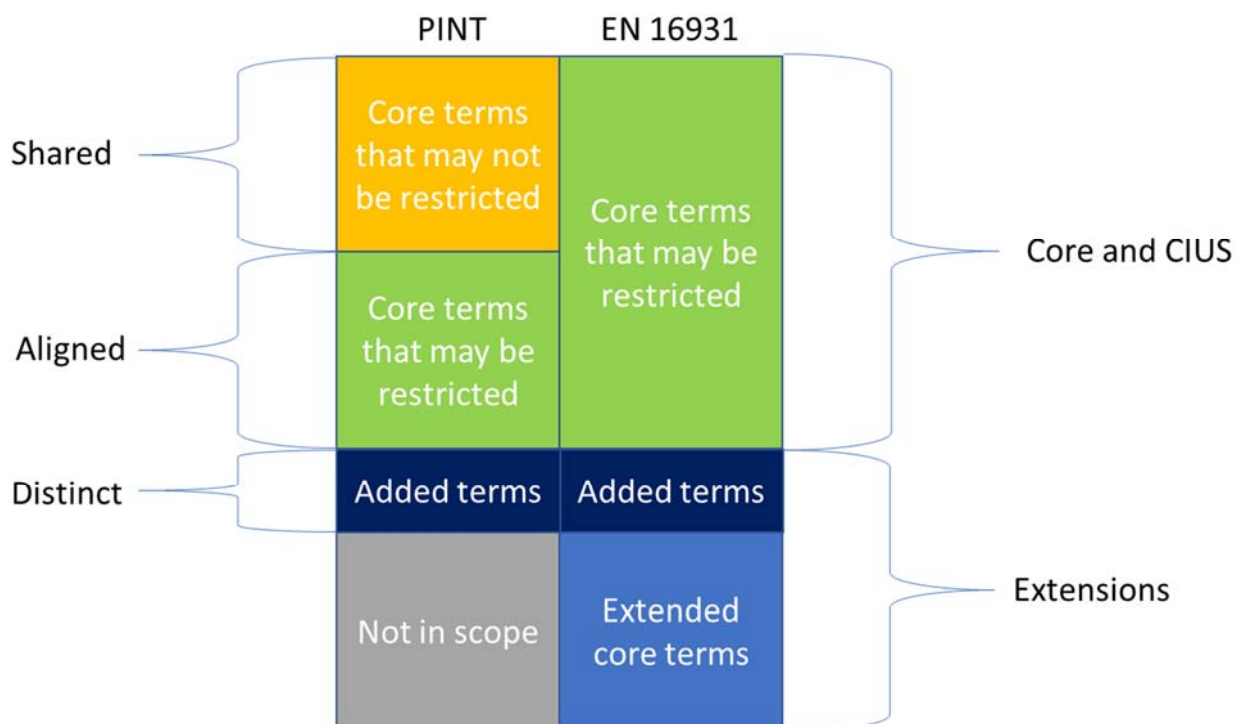 PINT
EN 16931
Shared
Core terms
that may not
be restricted
Core terms
that may be
restricted
Core and CIUS
Aligned
Core terms
that may be
restricted
Distinct
Added terms
Added terms
Not in scope
Extended
core terms
Extensions